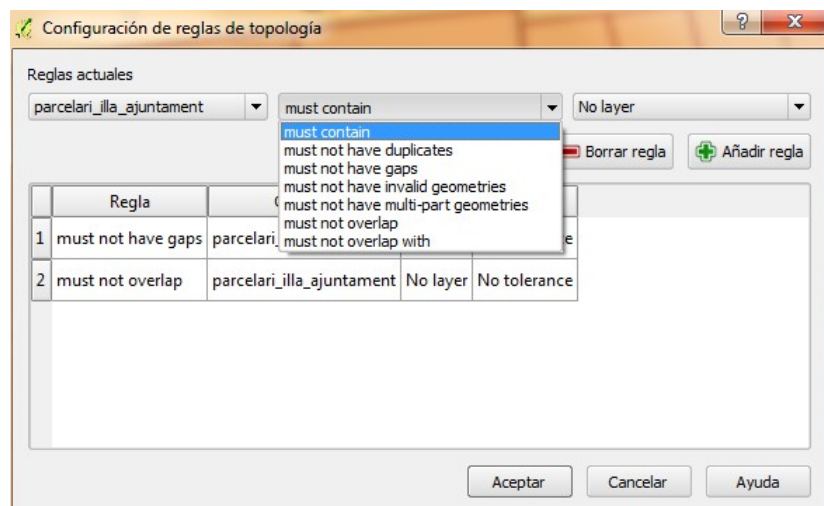 Configuración de reglas de topología
Reglas actuales
parcelari_illa_ajuntament must contain No layer
must contain
must not have duplicates
must not have gaps
must not have invalid geometries
must not have multi-part geometries
must not overlap
must not overlap with
Borrar regla Añadir regla
Regla
1 must not have gaps parcelari_
2 must not overlap parcelari_illa_ajuntament No layer No tolerance
Aceptar Cancelar Ayuda